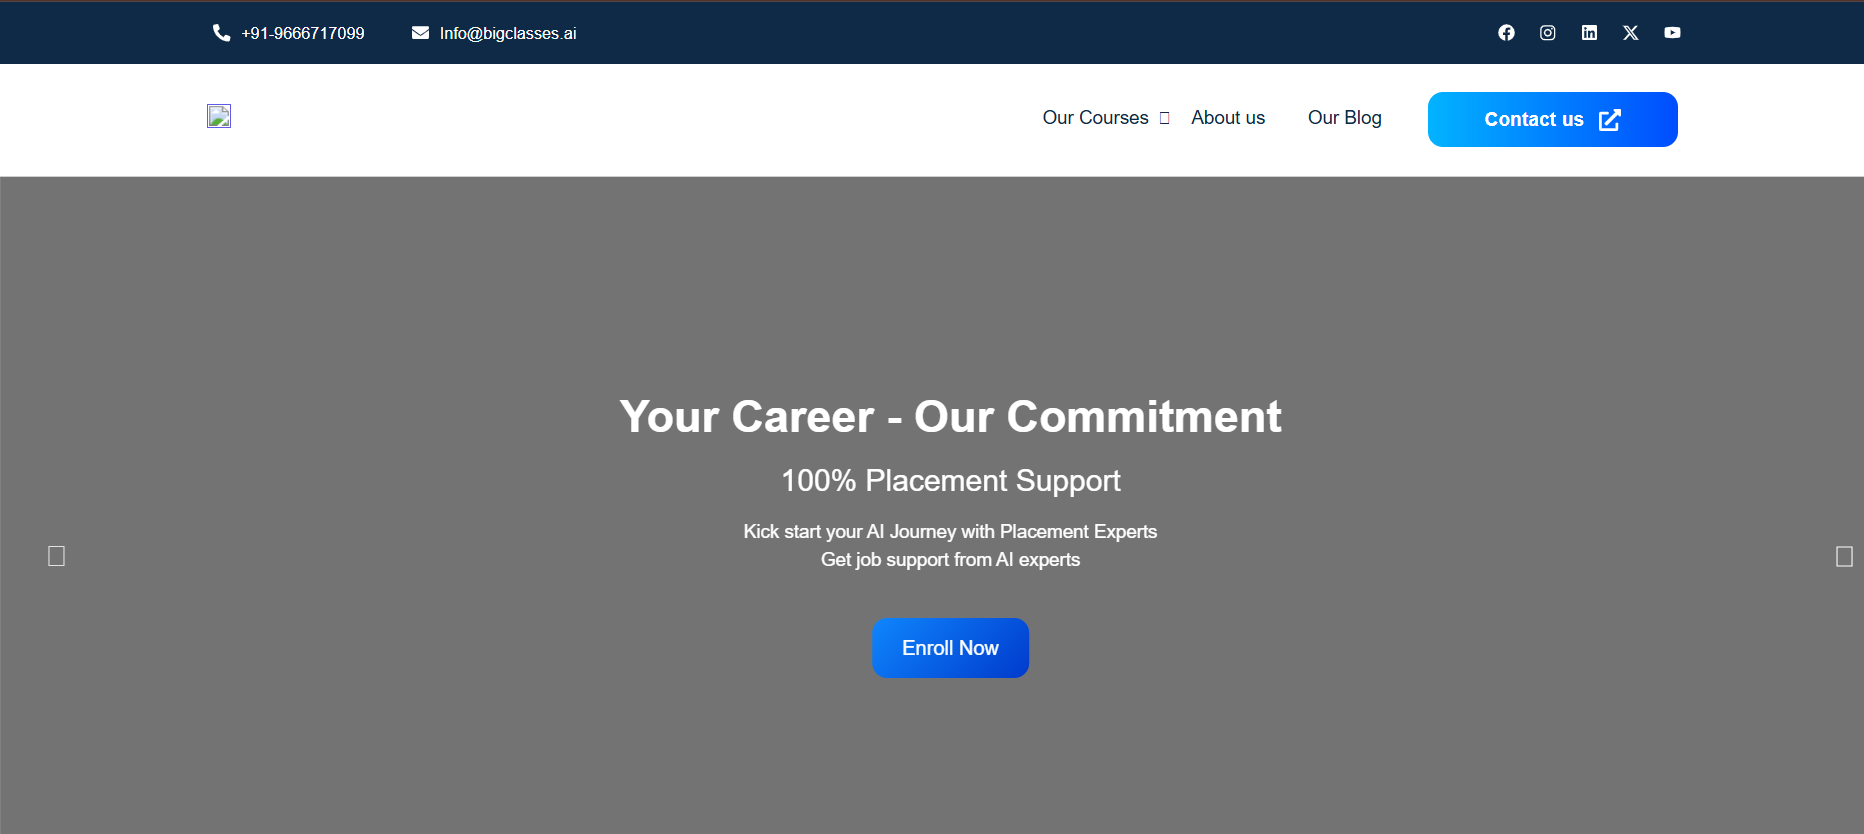 +91-9666717099 Info@bigclasses.ai
Our Courses About us Our Blog Contact us
Your Career - Our Commitment
100% Placement Support
Kick start your AI Journey with Placement Experts
Get job support from AI experts
Enroll Now